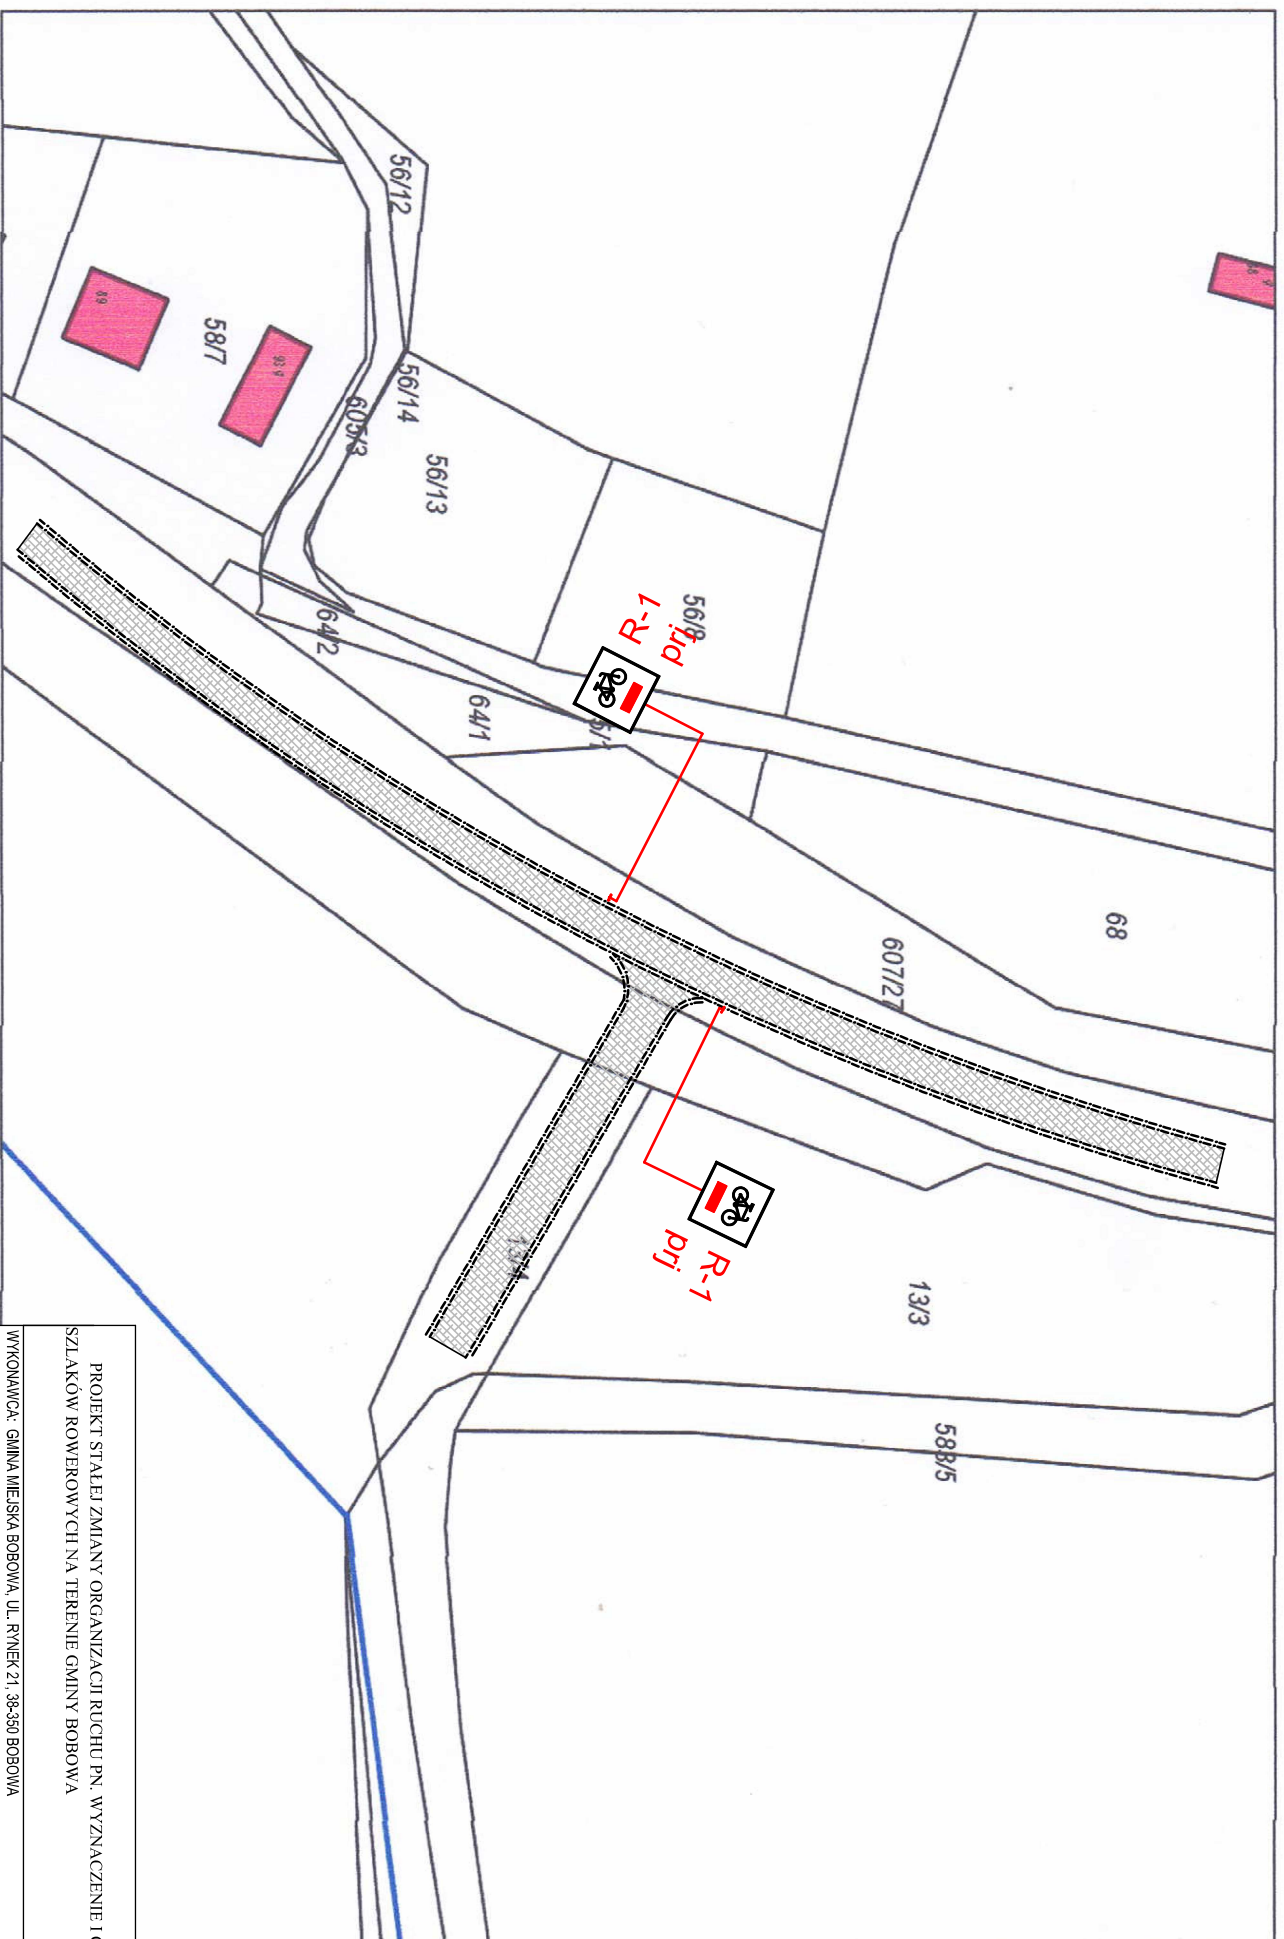 68
607/27
56/12
56/14
56/13
605/3
58/7
89
56/8
64/2
64/1
R-1
prj
R-1
prj
13/3
588/5
PROJEKT STAŁEJ ZMIANY ORGANIZACJI RUCHU PN. WYZNACZENIE I
SZLAKÓW ROWEROWYCH NA TERENIE GMINY BOBOWA
WYKONAWCA: GMINA MIEJSKA BOBOWA, UL. RYNEK 21, 38-350 BOBOWA